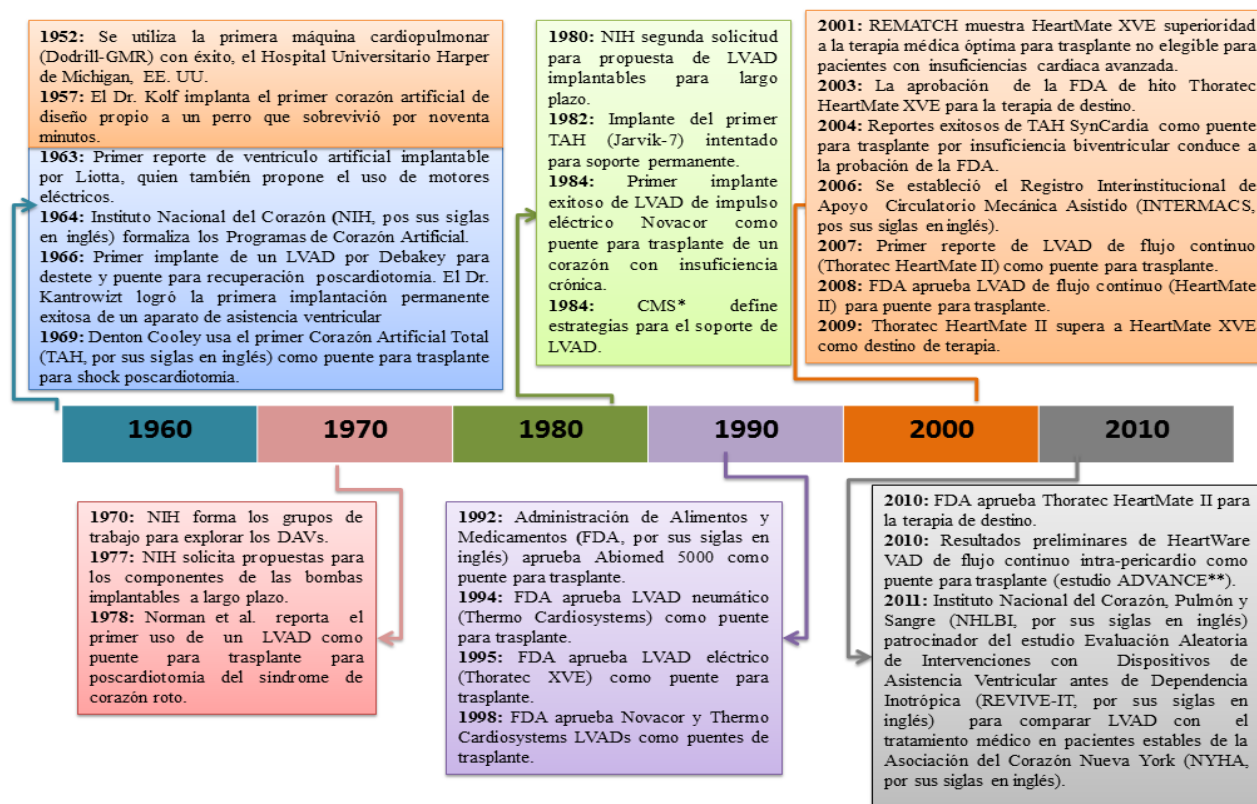 1952: Se utiliza la primera máquina cardiopulmonar
(Dodrill-GMR) con éxito, el Hospital Universitario Harper
de Michigan, EE. UU.
1957: El Dr. Kolf implanta el primer corazón artificial de
diseño propio a un perro que sobrevivió por noventa
minutos.
1963: Primer reporte de ventriculo artificial implantable
por Liotta, quien también propone el uso de motores
eléctricos.
1964: Instituto Nacional del Corazón (NIH, pos sus siglas
en inglés) formaliza los Programas de Corazón Artificial.
1966: Primer implante de un LVAD por Debakey para
destete y puente para recuperación poscardiotomía. El Dr.
Kantrowizt logró la primera implantación permanente
exitosa de un aparato de asistencia ventricular
1969: Denton Cooley usa el primer Corazón Artificial Total
(TAH, por sus siglas en inglés) como puente para trasplante
para shock poscardiotomia.
1980: NIH segunda solicitud
para propuesta de LVAD
implantables para largo
plazo.
1982: Implante del primer
TAH (Jarvik-7) intentado
para soporte permanente.
1984: Primer implante
exitoso de LVAD de impulso
eléctrico Novacor como
puente para trasplante de un
corazón con insuficiencia
crónica.
1984: CMS* define
estrategias para el soporte de
LVAD.
2001: REMATCH muestra HeartMate XVE superioridad
a la terapia médica óptima para trasplante no elegible para
pacientes con insuficiencias cardiaca avanzada.
2003: La aprobación de la FDA de hito Thoratec
HeartMate XVE para la terapia de destino.
2004: Reportes exitosos de TAH SynCardia como puente
para trasplante por insuficiencia biventricular conduce a
la probación de la FDA.
2006: Se estableció el Registro Interinstitucional de
Apoyo Circulatorio Mecánica Asistido (INTERMACS,
pos sus siglas en inglés).
2007: Primer reporte de LVAD de flujo continuo
(Thoratec HeartMate II) como puente para trasplante.
2008: FDA aprueba LVAD de flujo continuo (HeartMate
II) para puente para trasplante.
2009: Thoratec HeartMate II supera a HeartMate XVE
como destino de terapia.
1960 1970 1980 1990 2000 2010
1970: NIH forma los grupos de
trabajo para explorar los DAVs.
1977: NIH solicita propuestas para
los componentes de las bombas
implantables a largo plazo.
1978: Norman et al. reporta el
primer uso de un LVAD como
puente para trasplante para
poscardiotomía del síndrome de
corazón roto.
1992: Administración de Alimentos y
Medicamentos (FDA, por sus siglas en
inglés) aprueba Abiomed 5000 como
puente para trasplante.
1994: FDA aprueba LVAD neumático
(Thermo Cardiosystems) como puente
para trasplante.
1995: FDA aprueba LVAD eléctrico
(Thoratec XVE) como puente para
trasplante.
1998: FDA aprueba Novacor y Thermo
Cardiosystems LVADs como puentes de
trasplante.
2010: FDA aprueba Thoratec HeartMate II para
la terapia de destino.
2010: Resultados preliminares de HeartWare
VAD de flujo continuo intra-pericardio como
puente para trasplante (estudio ADVANCE**).
2011: Instituto Nacional del Corazón, Pulmón y
Sangre (NHLBI, por sus siglas en inglés)
patrocinador del estudio Evaluación Aleatoria
de Intervenciones con Dispositivos de
Asistencia Ventricular antes de Dependencia
Inotrópica (REVIVE-IT, por sus siglas en
inglés) para comparar LVAD con el
tratamiento médico en pacientes estables de la
Asociación del Corazón Nueva York (NYHA,
por sus siglas en inglés).